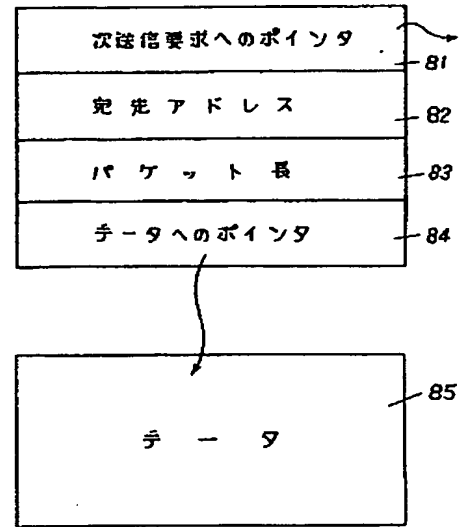 次送信要求へのポインタ 81
宛先アドレス 82
パケット長 83
データへのポインタ 84
データ 85